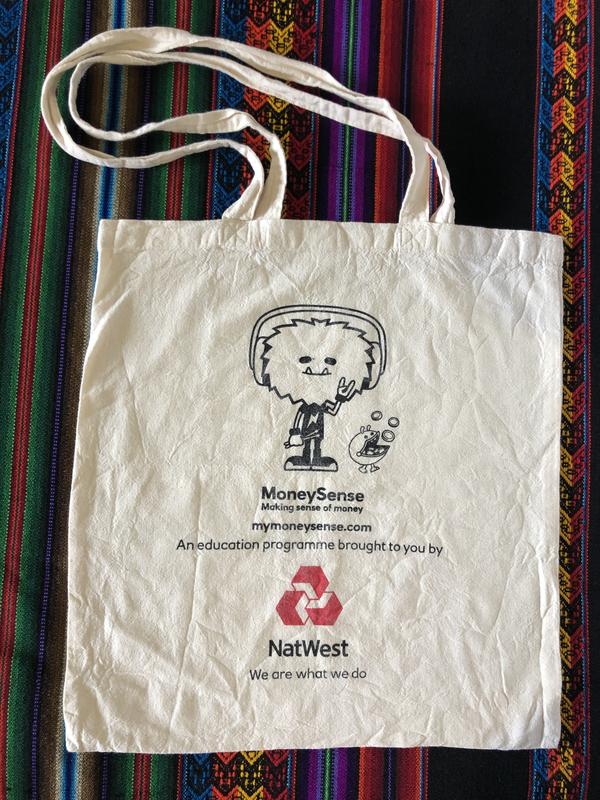 MoneySense
Making sense of money
mymoneysense.com
An education programme brought to you by
NatWest
We are what we do